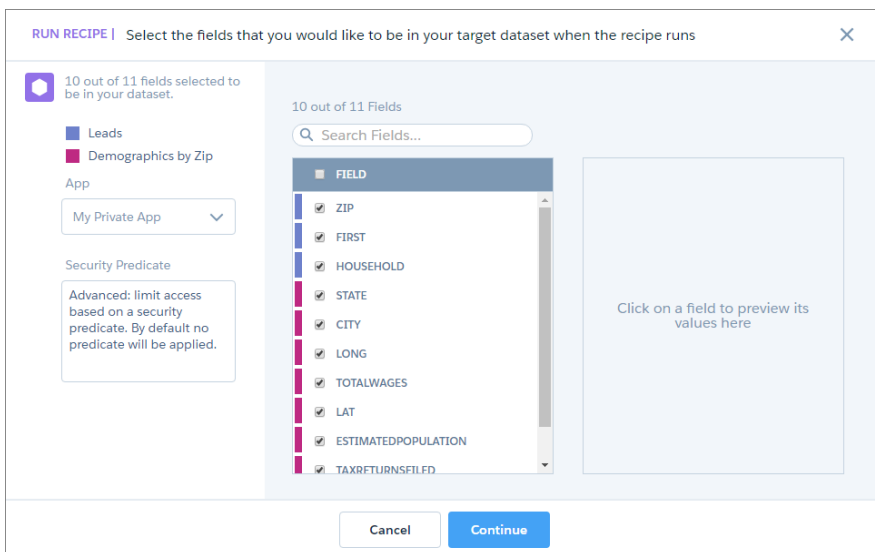 RUN RECIPE | Select the fields that you would like to be in your target dataset when the recipe runs
10 out of 11 fields selected to
be in your dataset.
Leads
Demographics by Zip
App
My Private App
Security Predicate
Advanced: limit access
based on a security
predicate. By default no
predicate will be applied.
10 out of 11 Fields
Search Fields...
FIELD
ZIP
FIRST
HOUSEHOLD
STATE
CITY
LONG
TOTALWAGES
LAT
ESTIMATEDPOPULATION
TAXRETURNSFILED
Click on a field to preview its
values here
Cancel
Continue